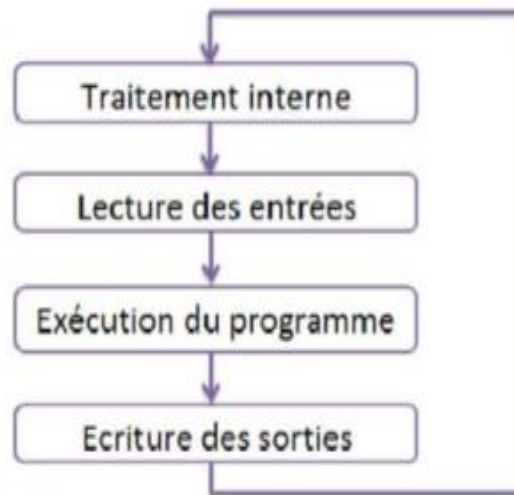 Traitement interne
Lecture des entrées
Exécution du programme
Ecriture des sorties